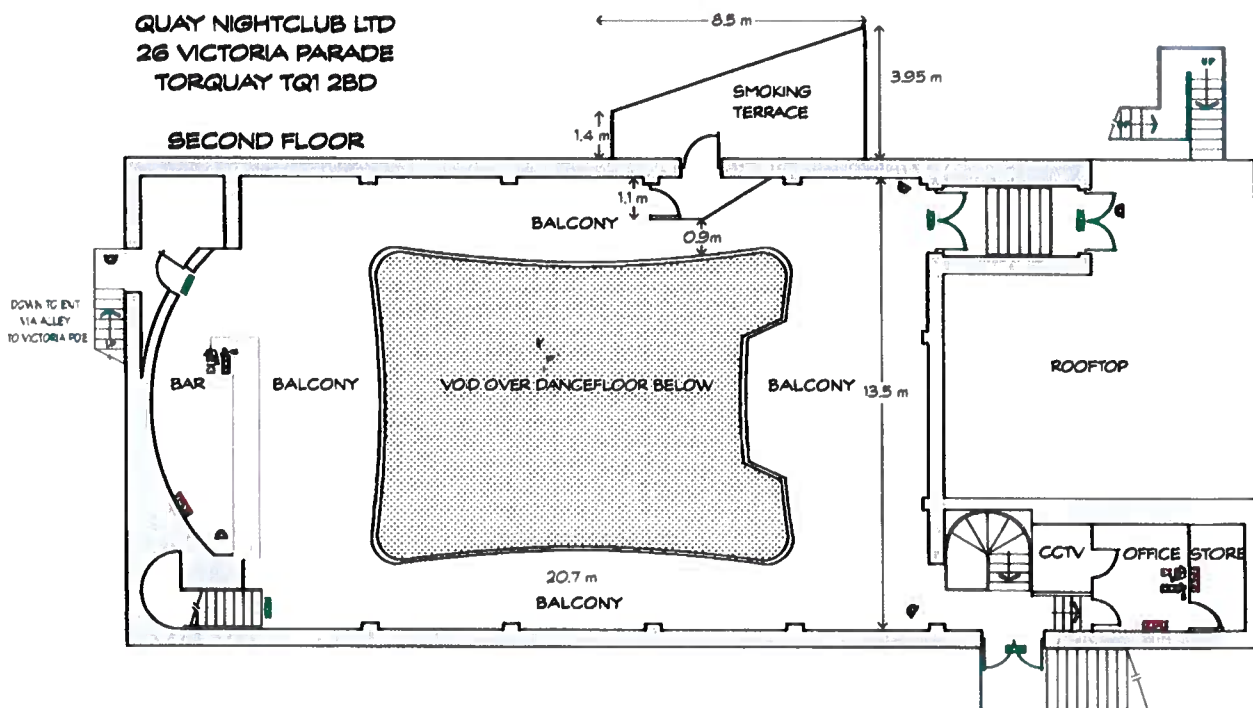 QUAY NIGHTCLUB LTD
26 VICTORIA PARADE
TORQUAY TQ1 2BD
SECOND FLOOR
8.5 m
3.95 m
1.4 m
SMOKING
TERRACE
UP
1.1 m
BALCONY
0.9m
DOWN TO EXIT
VIA ALLEY
TO VICTORIA PDE
BAR
BALCONY
VOID OVER DANCEFLOOR BELOW
BALCONY
13.5 m
ROOFTOP
CCTV
OFFICE
STORE
20.7 m
BALCONY